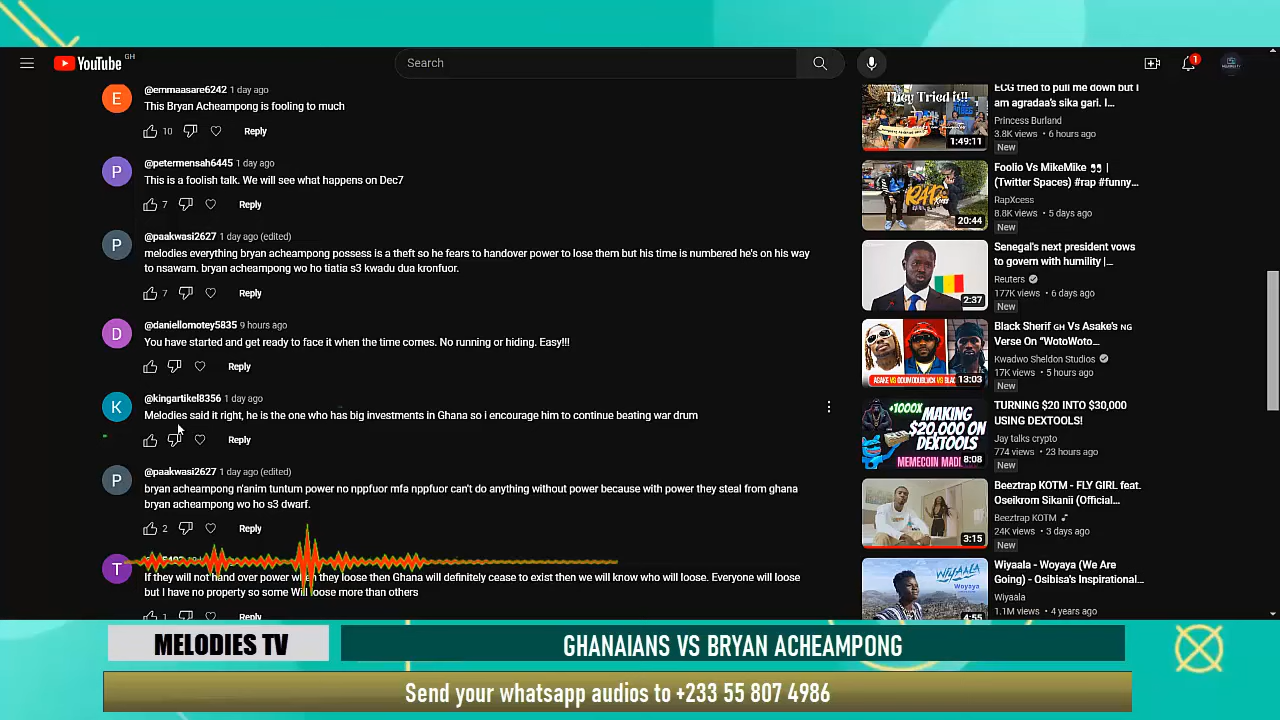 YouTube GH
Search
1
@emmaasare6242 1 day ago
This Bryan Acheampong is fooling to much
10 Reply
@petermensah6445 1 day ago
This is a foolish talk. We will see what happens on Dec7
7 Reply
@paakwasi2627 1 day ago (edited)
melodies everything bryan acheampong possess is a theft so he fears to handover power to lose them but his time is numbered he's on his way
to nsawam. bryan acheampong wo ho tiatia s3 kwadu dua kronfuor.
7 Reply
@daniellomotey5835 9 hours ago
You have started and get ready to face it when the time comes. No running or hiding. Easy!!!
Reply
@kingartikel8356 1 day ago
Melodies said it right, he is the one who has big investments in Ghana so i encourage him to continue beating war drum
Reply
@paakwasi2627 1 day ago (edited)
bryan acheampong n'anim tuntum power no nppfuor mfa nppfuor can't do anything without power because with power they steal from ghana
bryan acheampong wo ho s3 dwarf.
2 Reply
If they will not hand over power when they loose then Ghana will definitely cease to exist then we will know who will loose. Everyone will loose
but I have no property so some Will loose more than others
1 Reply
E
P
P
D
K
P
T
ECG tried to pull me down but I
am agradaa's sika gari. I...
Princess Burland
3.8K views • 6 hours ago
New
They Tried it!!
1:49:11
Foolio Vs MikeMike 👀 |
(Twitter Spaces) #rap #funny...
RapXcess
8.8K views • 5 days ago
New
20:44
Senegal's next president vows
to govern with humility |...
Reuters
177K views • 6 days ago
New
2:37
Black Sherif GH Vs Asake's NG
Verse On "WotoWoto...
Kwadwo Sheldon Studios
17K views • 5 days ago
New
13:03
TURNING $20 INTO $30,000
USING DEXTOOLS!
Jay talks crypto
774 views • 23 hours ago
New
+1000X MAKING
$20,000 ON
DEXTOOLS
8:08
Beeztrap KOTM - FLY GIRL feat.
Oseikrom Sikanii (Official...
Beeztrap KOTM
24K views • 3 days ago
New
3:15
Wiyaala - Woyaya (We Are
Going) - Osibisa's Inspirational...
Wiyaala
1.1M views • 4 years ago
4:55
MELODIES TV
GHANAIANS VS BRYAN ACHEAMPONG
Send your whatsapp audios to +233 55 807 4986